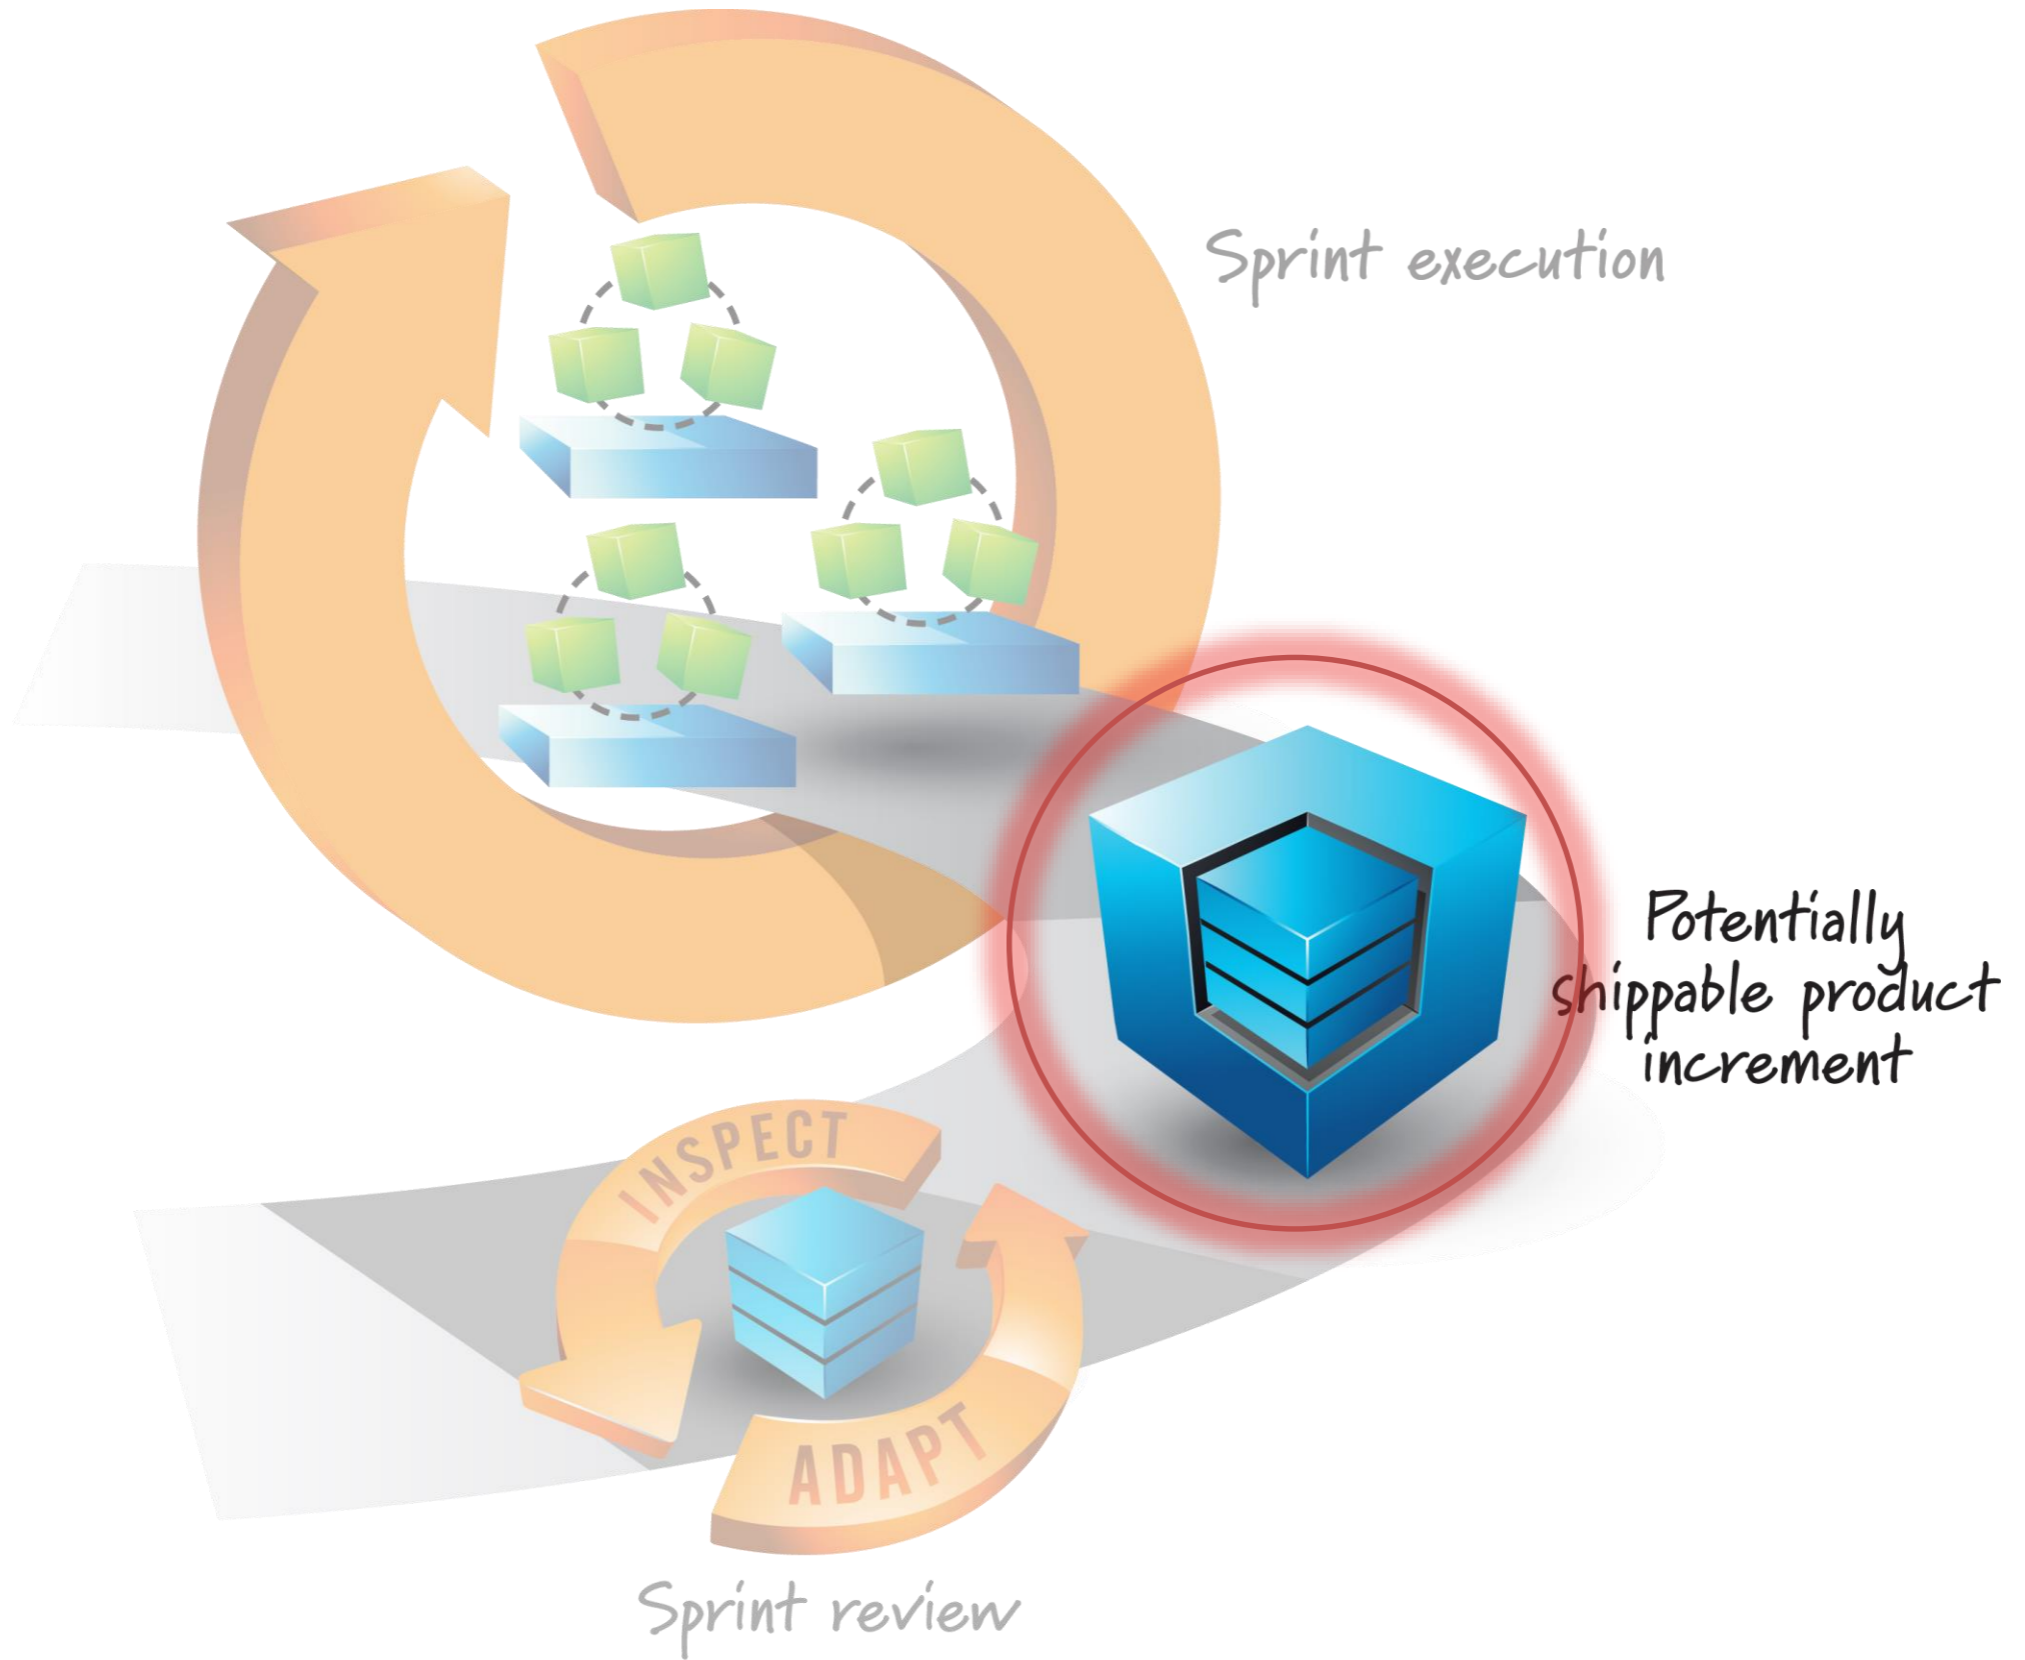 Sprint execution
Potentially
shippable product
increment
INSPECT
ADAPT
Sprint review